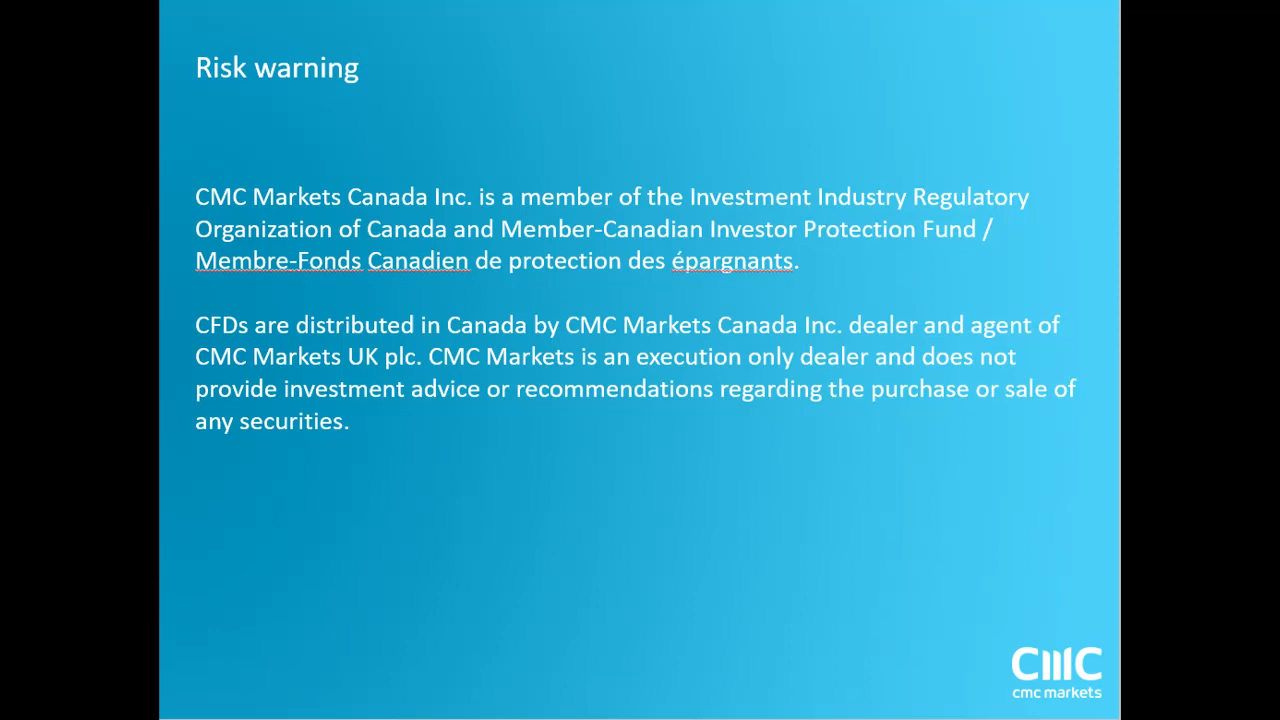 Risk warning
CMC Markets Canada Inc. is a member of the Investment Industry Regulatory
Organization of Canada and Member-Canadian Investor Protection Fund /
Membre-Fonds Canadien de protection des épargnants.
CFDs are distributed in Canada by CMC Markets Canada Inc. dealer and agent of
CMC Markets UK plc. CMC Markets is an execution only dealer and does not
provide investment advice or recommendations regarding the purchase or sale of
any securities.
CMC
cmc markets